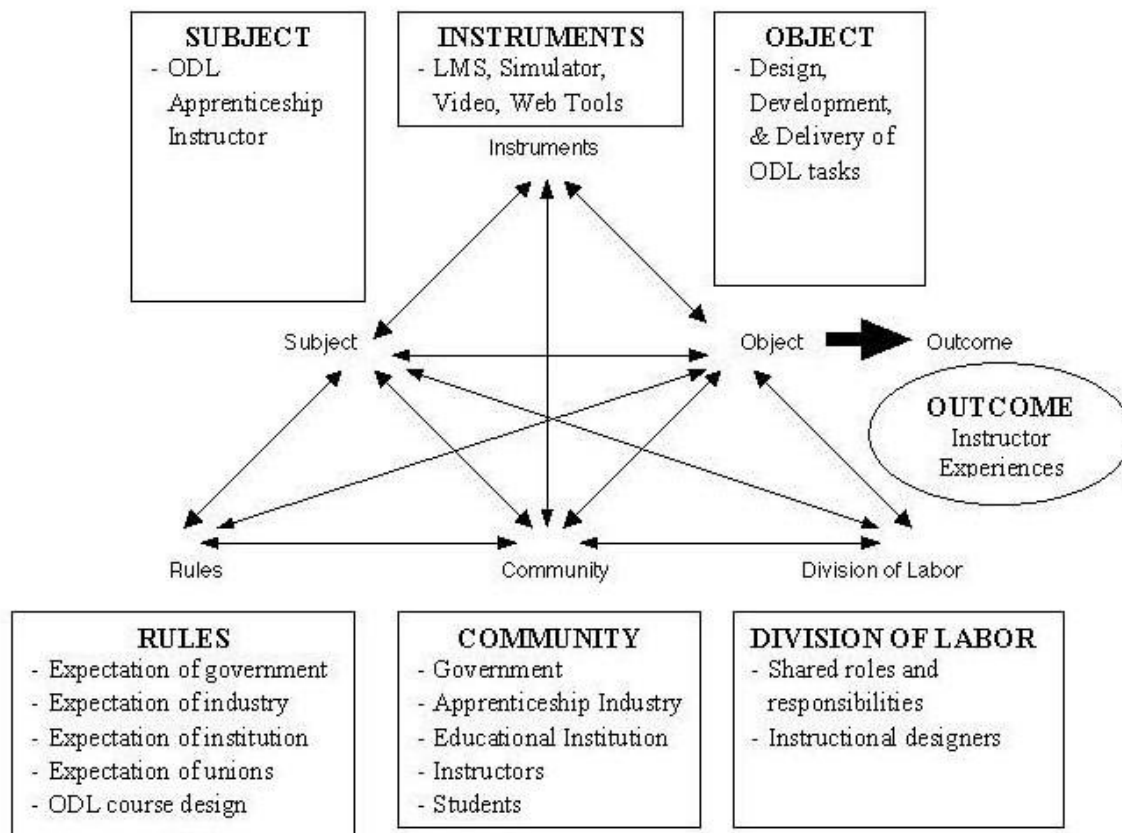 SUBJECT
- ODL
Apprenticeship
Instructor
INSTRUMENTS
- LMS, Simulator,
Video, Web Tools
OBJECT
- Design,
Development,
& Delivery of
ODL tasks
Instruments
Subject
Object
Outcome
OUTCOME
Instructor
Experiences
Rules
Community
Division of Labor
RULES
- Expectation of government
- Expectation of industry
- Expectation of institution
- Expectation of unions
- ODL course design
COMMUNITY
- Government
- Apprenticeship Industry
- Educational Institution
- Instructors
- Students
DIVISION OF LABOR
- Shared roles and
responsibilities
- Instructional designers